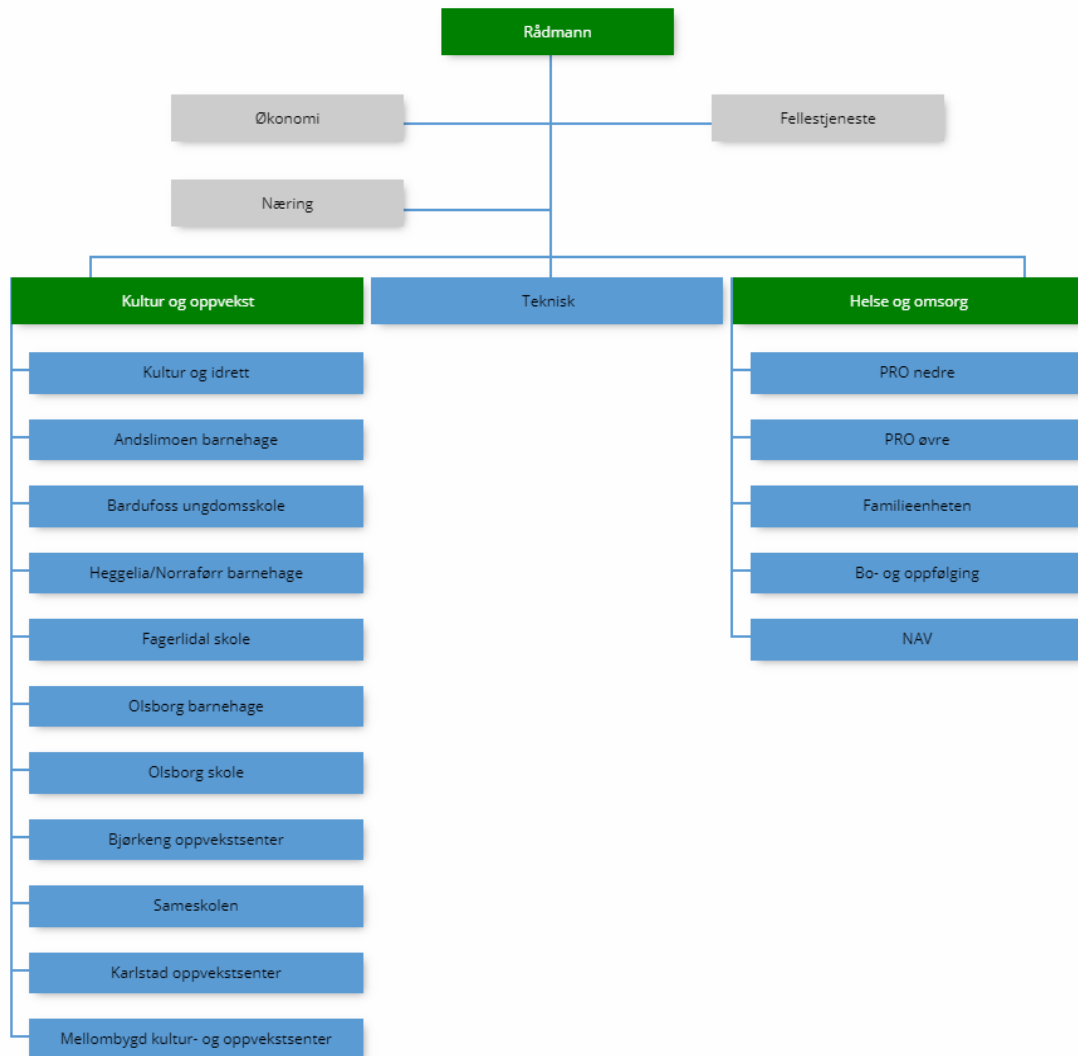 Rådmann
Økonomi
Fellestjeneste
Næring
Kultur og oppvekst
Teknisk
Helse og omsorg
Kultur og idrett
Andslimoen barnehage
Bardufoss ungdomsskole
Heggelia/Norraførr barnehage
Fagerlidal skole
Olsborg barnehage
Olsborg skole
Bjørkeng oppvekstsenter
Sameskolen
Karlstad oppvekstsenter
Mellombygd kultur- og oppvekstsenter
PRO nedre
PRO øvre
Familieenheten
Bo- og oppfølging
NAV